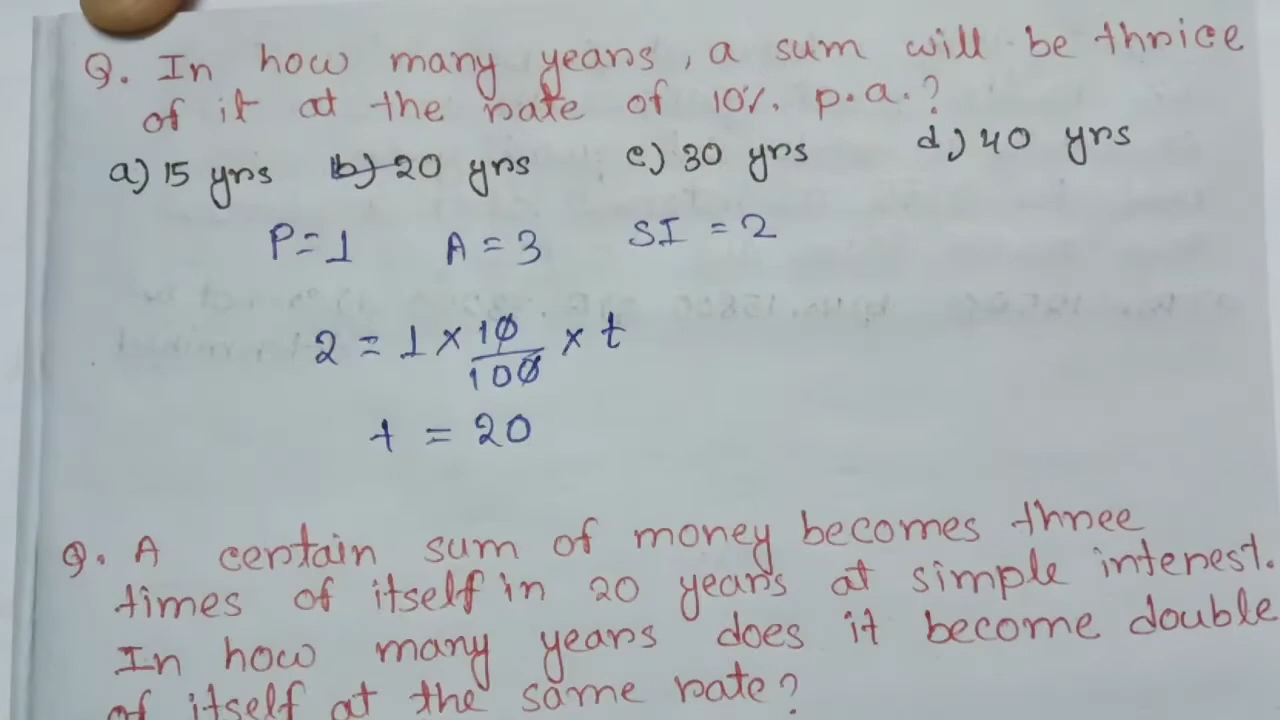 Q. In how many years, a sum will be thrice
of it at the rate of 10%. p.a.?
a) 15 yrs b) 20 yrs c) 30 yrs d) 40 yrs
P = 1 A = 3 SI = 2
2 = 1 × 10/100 × t
t = 20
Q. A certain sum of money becomes three
times of itself in 20 years at simple interest.
In how many years does it become double
of itself at the same rate?